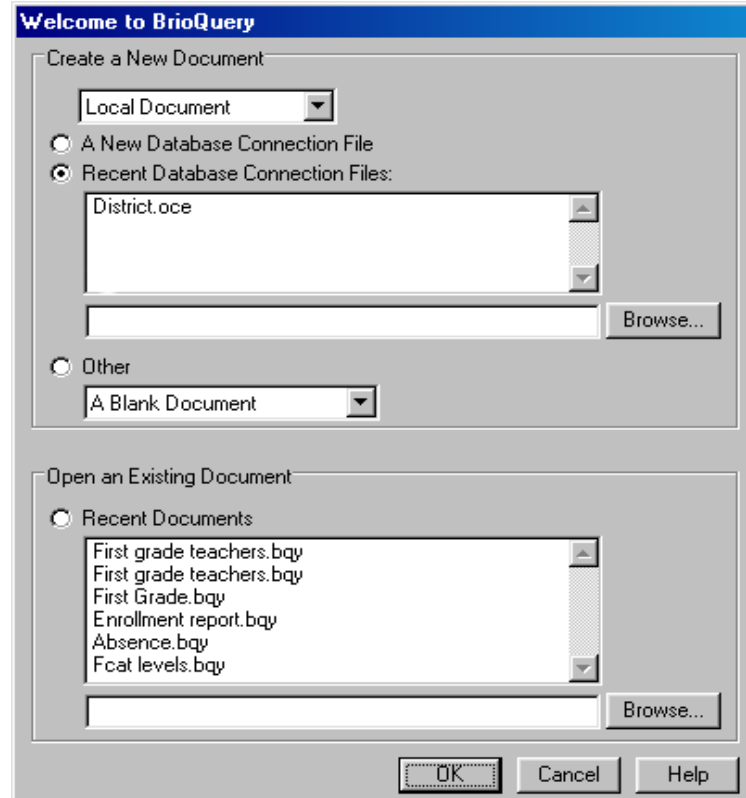 Welcome to BrioQuery
Create a New Document
Local Document
A New Database Connection File
Recent Database Connection Files:
District.oce
Browse...
Other
A Blank Document
Open an Existing Document
Recent Documents
First grade teachers.bqy
First grade teachers.bqy
First Grade.bqy
Enrollment report.bqy
Absence.bqy
Fcat levels.bqy
Browse...
OK Cancel Help